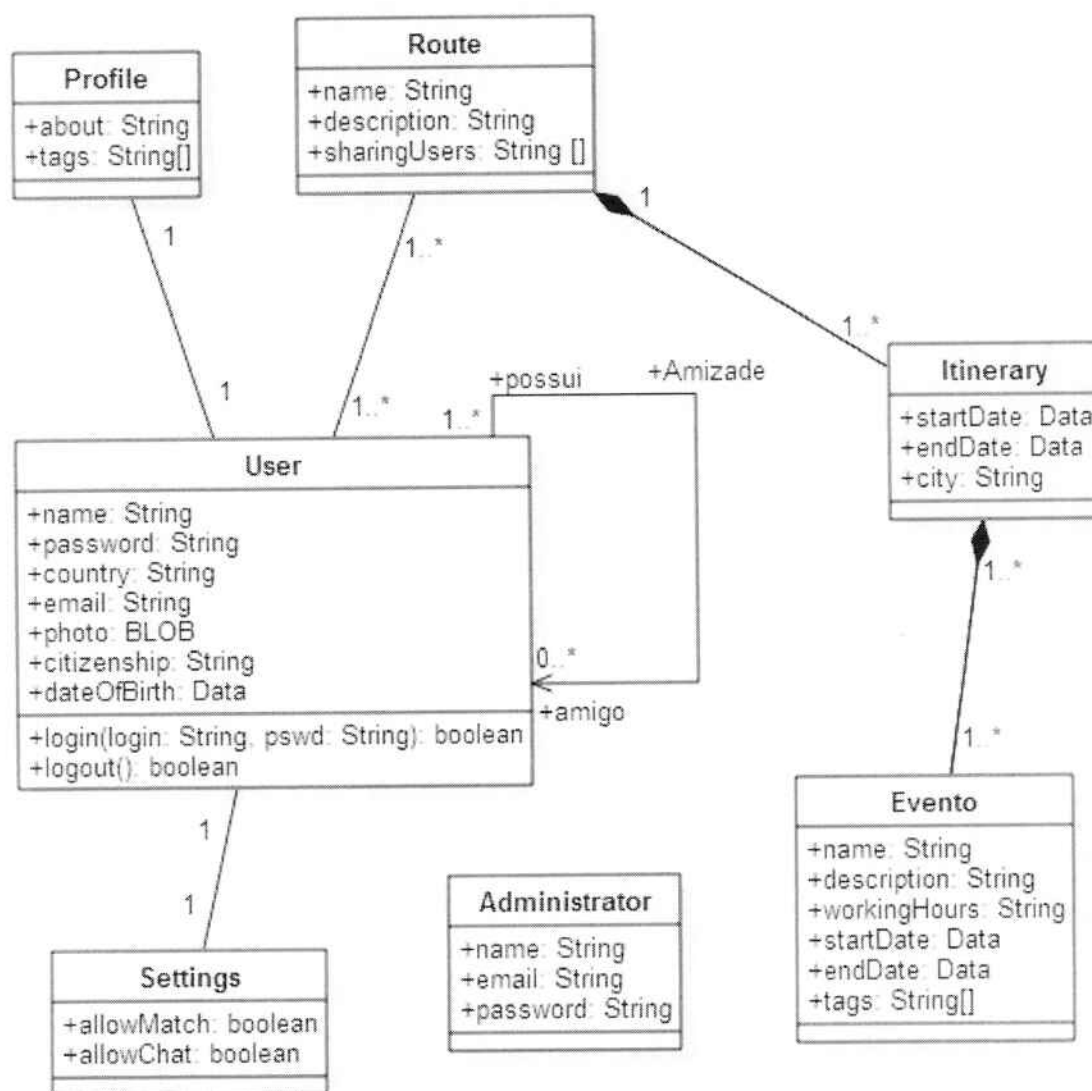 Route
+name: String
+description: String
+sharingUsers: String []
Profile
+about: String
+tags: String[]
1
1..*
1
1..*
1
1..*
1..*
+possui
+Amizade
Itinerary
+startDate: Data
+endDate: Data
+city: String
1..*
1..*
User
+name: String
+password: String
+country: String
+email: String
+photo: BLOB
+citizenship: String
+dateOfBirth: Data
+login(login: String, pswd: String): boolean
+logout(): boolean
0..*
+amigo
1
1
Evento
+name: String
+description: String
+workingHours: String
+startDate: Data
+endDate: Data
+tags: String[]
Administrator
+name: String
+email: String
+password: String
Settings
+allowMatch: boolean
+allowChat: boolean